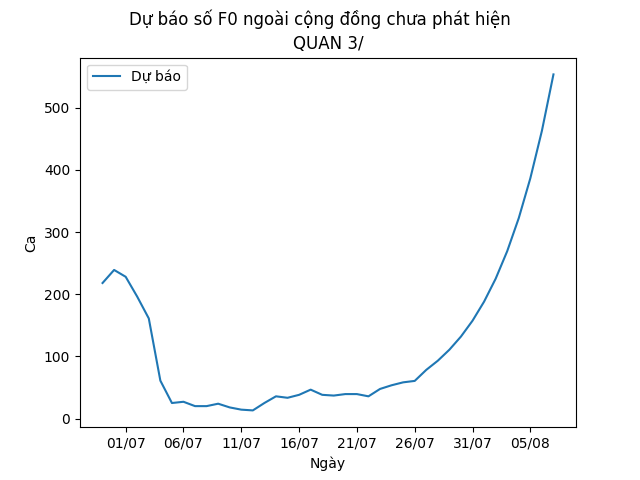 Dự báo số F0 ngoài cộng đồng chưa phát hiện
QUAN 3/
Dự báo
500
400
300
200
100
0
Ca
01/07 06/07 11/07 16/07 21/07 26/07 31/07 05/08
Ngày